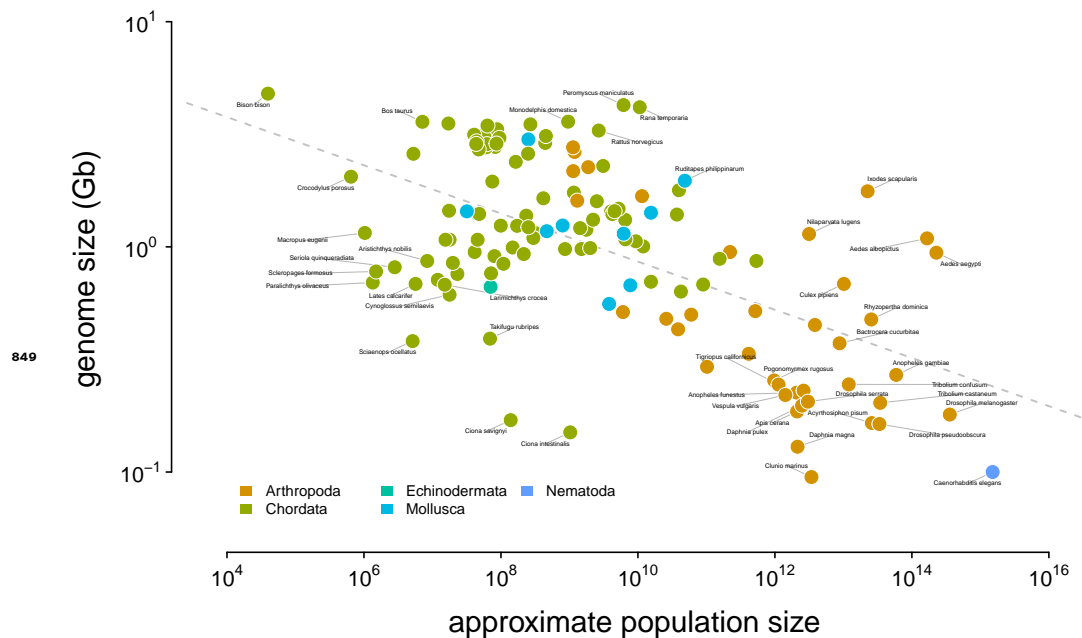 10^1
Peromyscus maniculatus
Bison bison
Bos taurus
Monodelphis domestica
Rana temporaria
Rattus norvegicus
Ruditapes philippinarum
Crocodylus porosus
Ixodes scapularis
Macropus eugenii
Nilaparvata lugens
10^0
Aristichthys nobilis
Aedes albopictus
Seriola quinqueradiata
Aedes aegypti
Scleropages formosus
Paralichthys olivaceus
Lates calcarifer
Larimichthys crocea
Culex pipiens
Cynoglossus semilaevis
Rhyzopertha dominica
Takifugu rubripes
Bactrocera cucurbitae
Sciaenops ocellatus
849
genome size (Gb)
Tigriopus californicus
Anopheles gambiae
Pogonomyrmex rugosus
Tribolium confusum
Anopheles funestus
Drosophila serrata
Tribolium castaneum
Vespula vulgaris
Acyrthosiphon pisum
Drosophila melanogaster
Apis cerana
Ciona savignyi
Daphnia pulex
Daphnia magna
Drosophila pseudoobscura
Ciona intestinalis
10^−1
Clunio marinus
Caenorhabditis elegans
Arthropoda
Echinodermata
Nematoda
Chordata
Mollusca
10^4
10^6
10^8
10^10
10^12
10^14
10^16
approximate population size